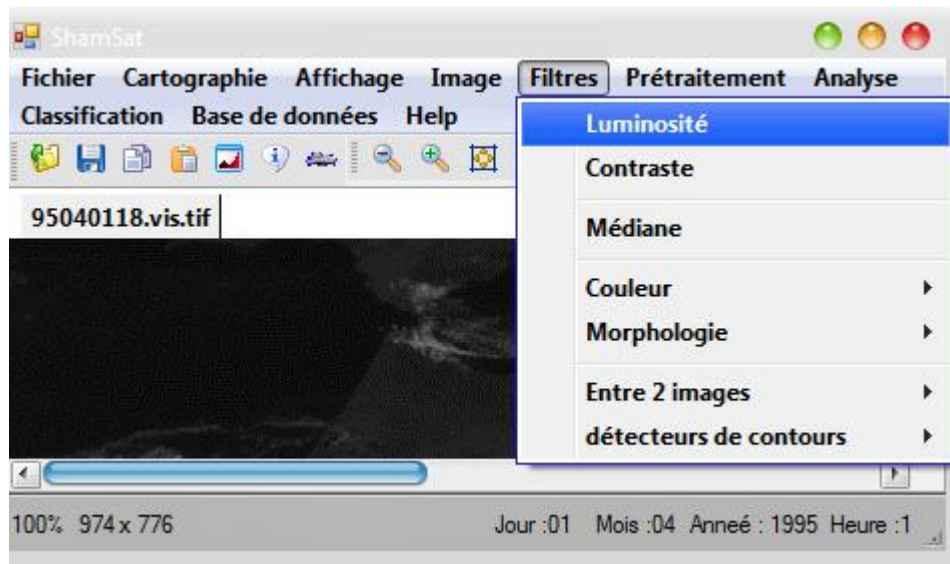 ShamSat
Fichier Cartographie Affichage Image Filtres Prétraitement Analyse
Classification Base de données Help
Luminosité
Contraste
Médiane
Couleur
Morphologie
Entre 2 images
détecteurs de contours
95040118.vis.tif
100% 974 x 776 Jour :01 Mois :04 Anneé : 1995 Heure :1